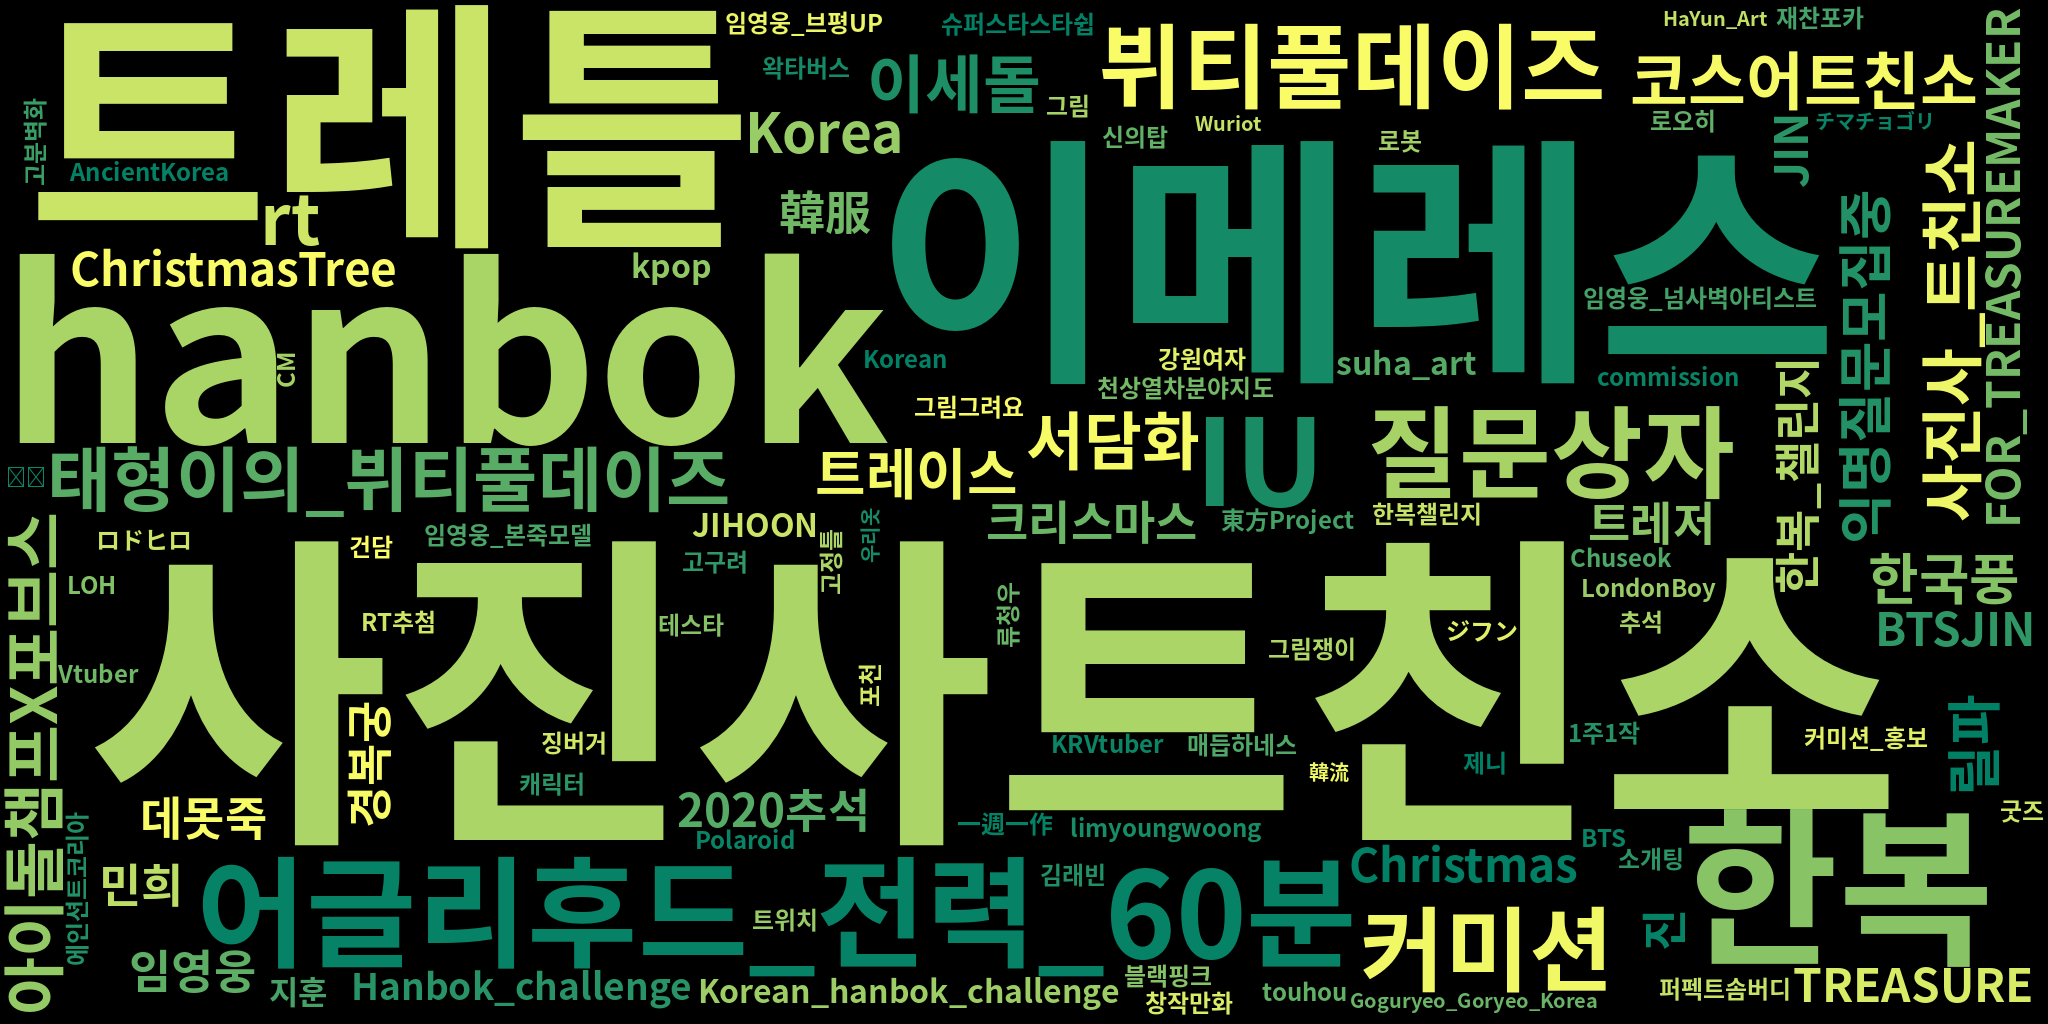 트레틀
임영웅_브평UP
슈퍼스타스타쉽
뷔티풀데이즈
HaYun_Art
재찬포카
왁타버스
이세돌
그림
코스어트친소
FOR_TREASUREMAKER
고분벽화
AncientKorea
Korea
신의탑
Wuriot
로봇
로오히
JIN
チマチョゴリ
rt
韓服
이메레스
사진사_트친소
익명질문모집중
ChristmasTree
kpop
임영웅_넘사벽아티스트
hanbok
CM
Korean
강원여자
suha_art
commission
천상열차분야지도
그림그려요
서담화
IU
질문상자
한복_챌린지
태형이의_뷔티풀데이즈
트레이스
크리스마스
東方Project
한복챌린지
트레저
ロドヒロ
건담
임영웅_본죽모델
JIHOON
고구려
고정틀
우리옷
Chuseok
한국풍
아이돌챔프X포브스
LOH
RT추첨
테스타
류청우
그림쟁이
ジフン
LondonBoy
추석
BTSJIN
Vtuber
사진사트친소
포천
경복궁
징버거
캐릭터
KRVtuber
매듭하네스
韓流
제니
1주1작
커미션_홍보
릴파
데못죽
2020추석
Polaroid
一週一作
limyoungwoong
BTS
굿즈
에인션트코리아
민희
어글리후드_전력_60분
트위치
김래빈
Christmas
소개팅
한복
임영웅
지훈
Hanbok_challenge
Korean_hanbok_challenge
블랙핑크
창작만화
touhou
커미션
Goguryeo_Goryeo_Korea
진
퍼펙트솜버디
TREASURE